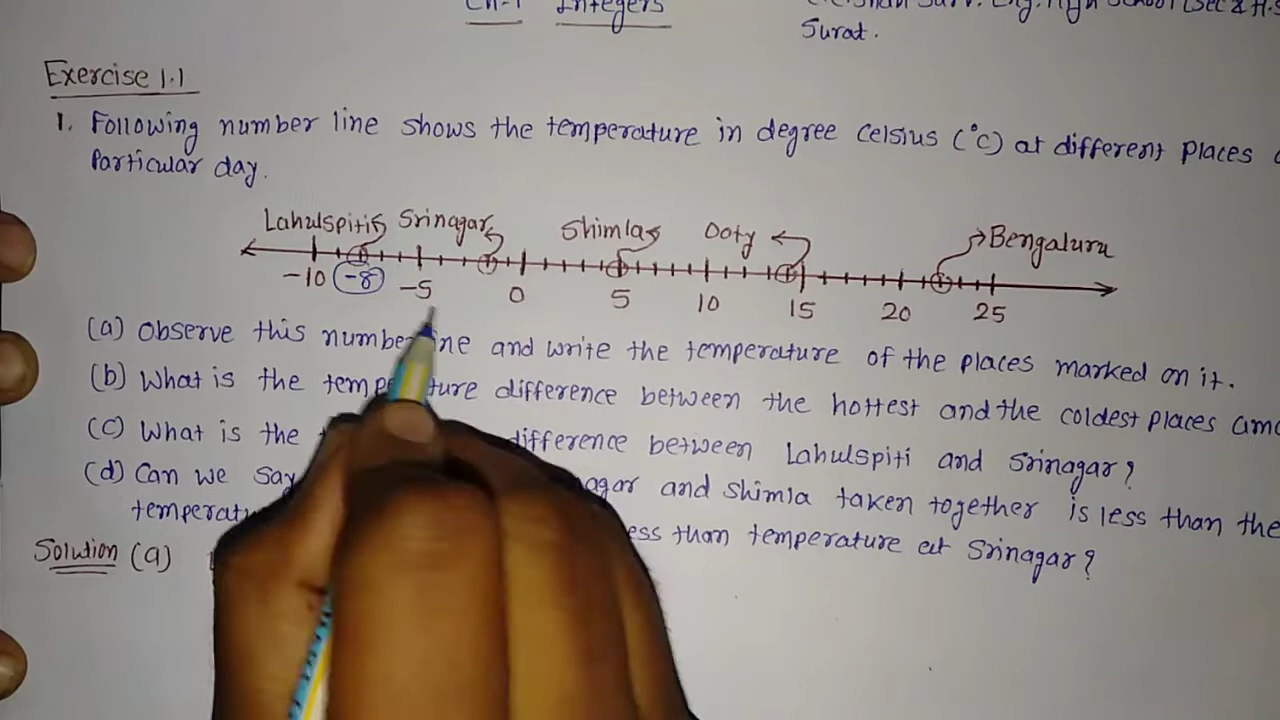 Ch-1 Integers
Surat.
Exercise 1.1
1. Following number line shows the temperature in degree celsius (°c) at different places
Particular day.
Lahulspiti Srinagar Shimla Ooty Bengaluru
-10 -8 -5 0 5 10 15 20 25
(a) Observe this number line and write the temperature of the places marked on it.
(b) What is the temperature difference between the hottest and the coldest places
(c) What is the difference between Lahulspiti and Srinagar?
(d) Can we say and Shimla taken together is less than the
than temperature at Srinagar?
Solution (a)